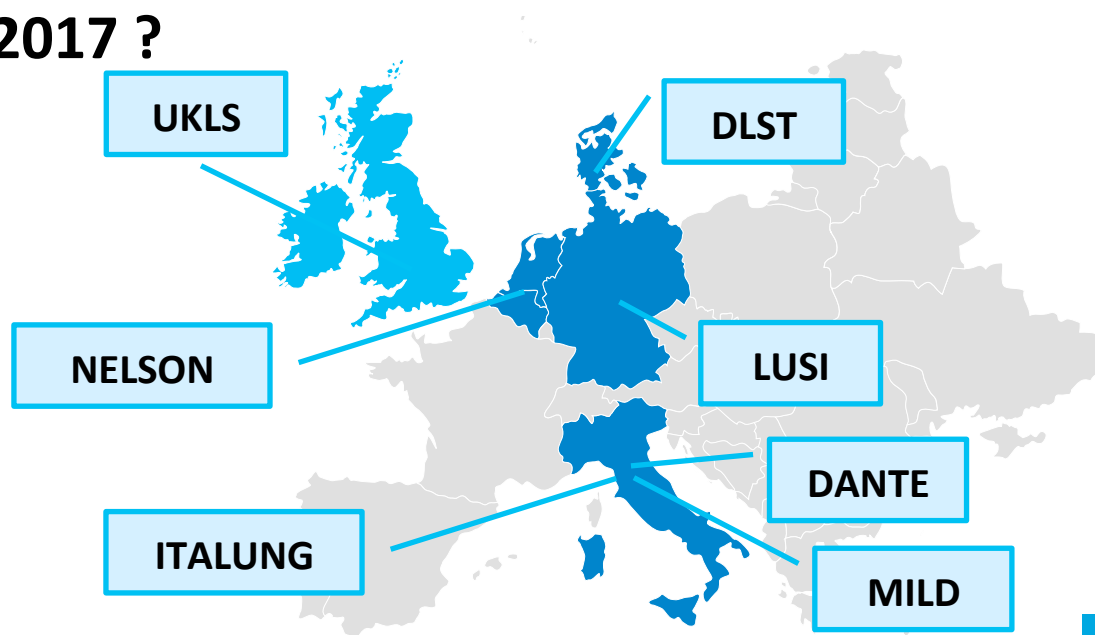 2017 ?
UKLS
DLST
NELSON
LUSI
DANTE
ITALUNG
MILD